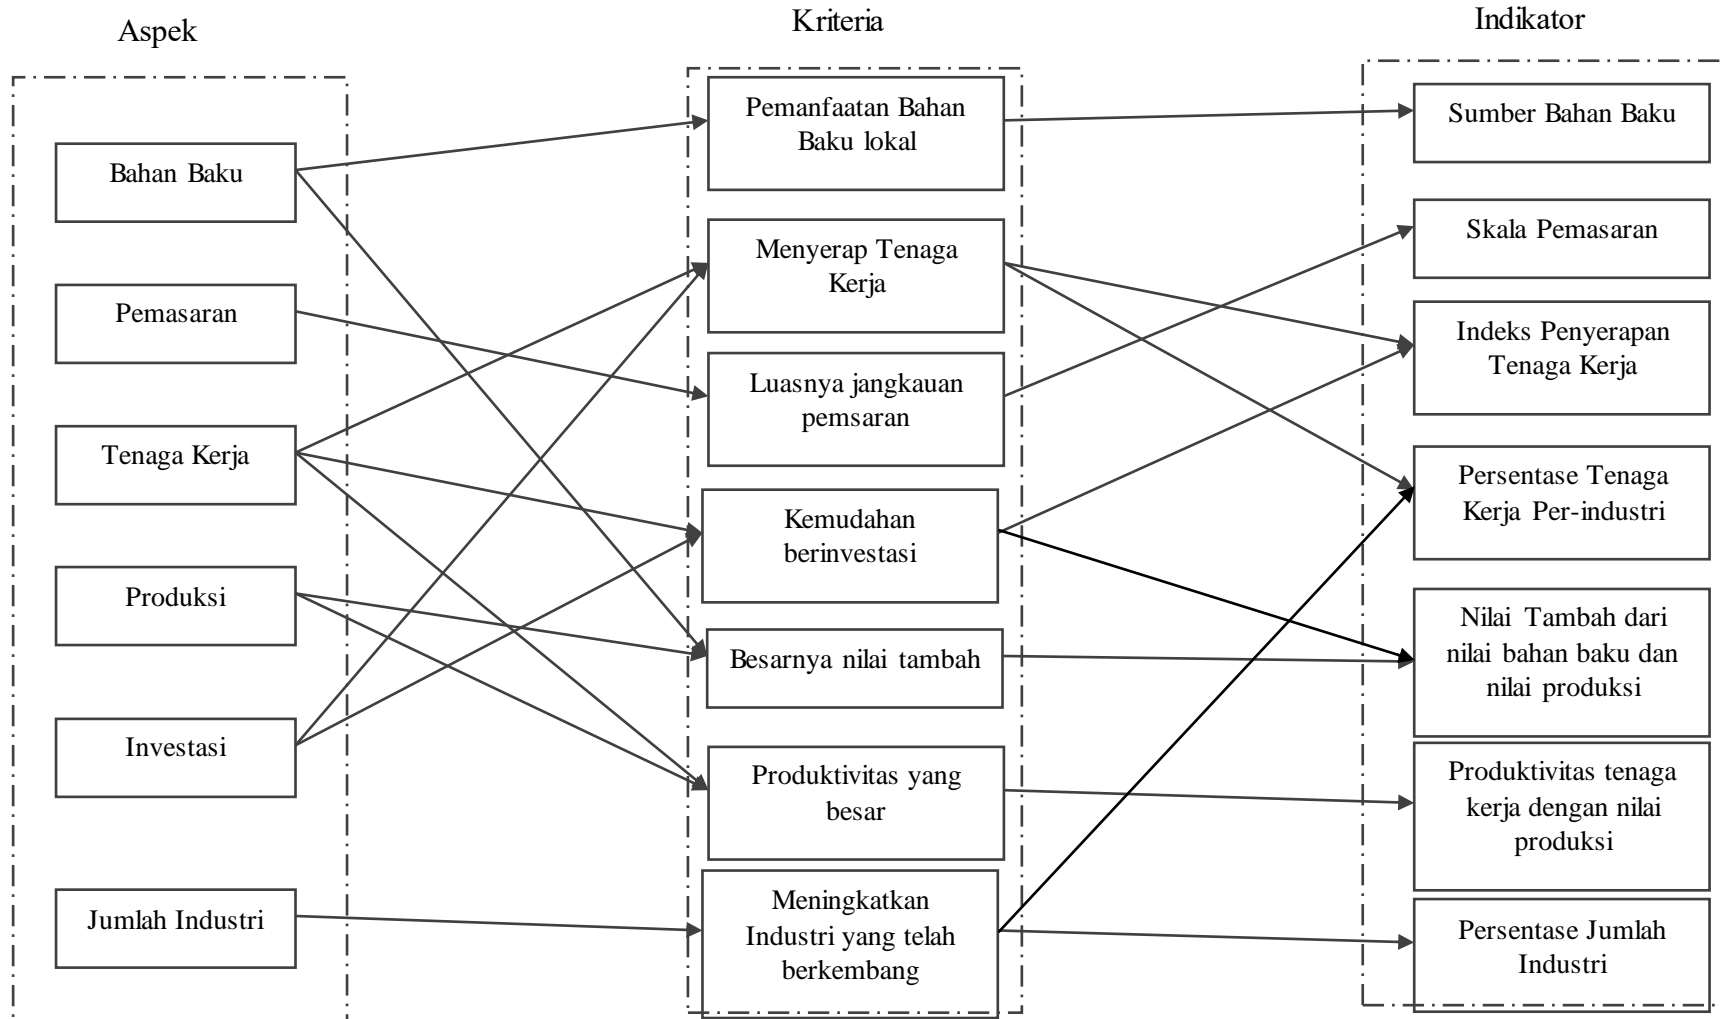 Aspek
Bahan Baku
Pemasaran
Tenaga Kerja
Produksi
Investasi
Jumlah Industri
Kriteria
Pemanfaatan Bahan
Baku lokal
Menyerap Tenaga
Kerja
Luasnya jangkauan
pemsaran
Kemudahan
berinvestasi
Besarnya nilai tambah
Produktivitas yang
besar
Meningkatkan
Industri yang telah
berkembang
Indikator
Sumber Bahan Baku
Skala Pemasaran
Indeks Penyerapan
Tenaga Kerja
Persentase Tenaga
Kerja Per-industri
Nilai Tambah dari
nilai bahan baku dan
nilai produksi
Produktivitas tenaga
kerja dengan nilai
produksi
Persentase Jumlah
Industri